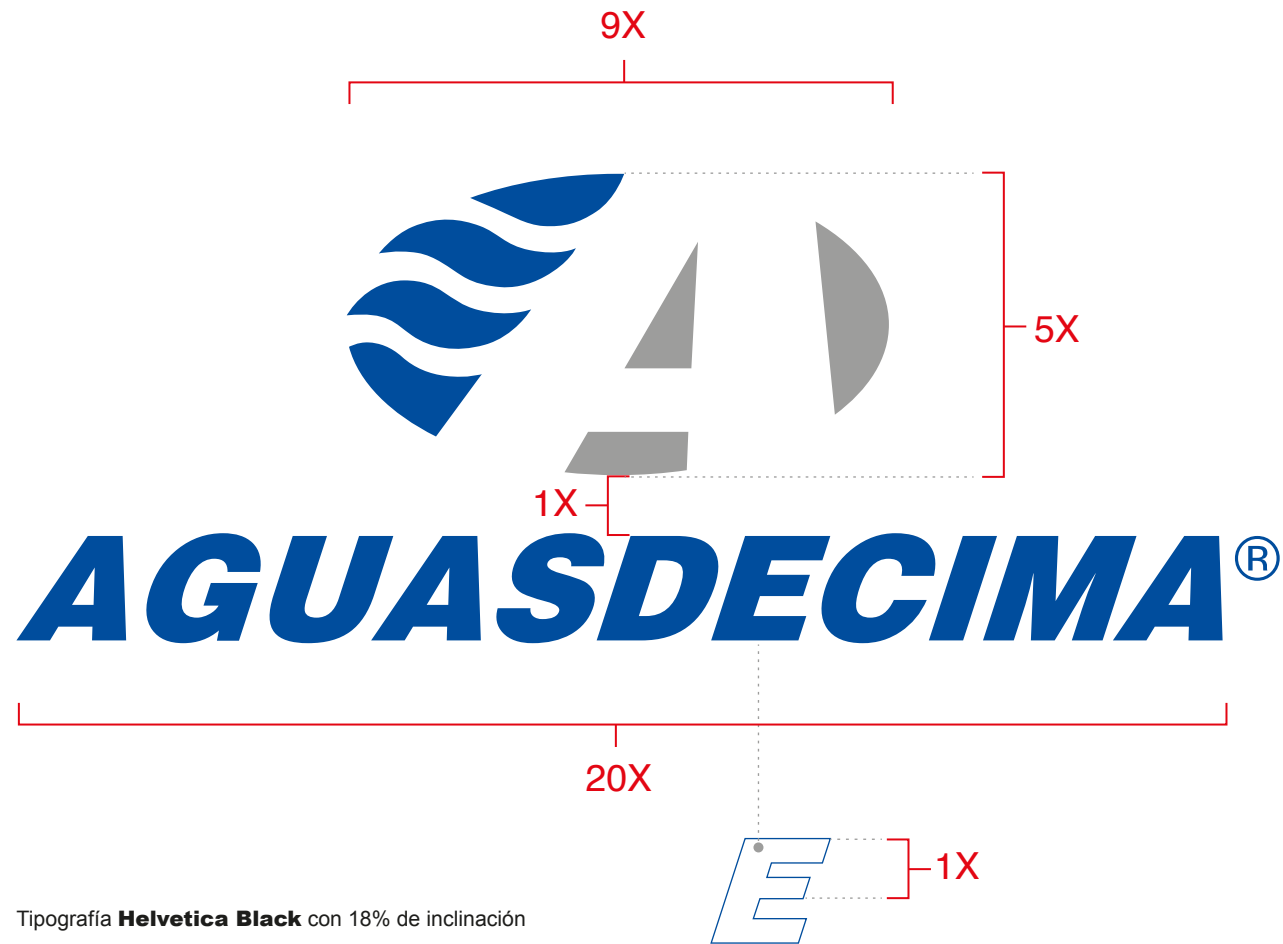 9X
5X
1X
AGUASDECIMA®
20X
E
1X
Tipografía Helvetica Black con 18% de inclinación